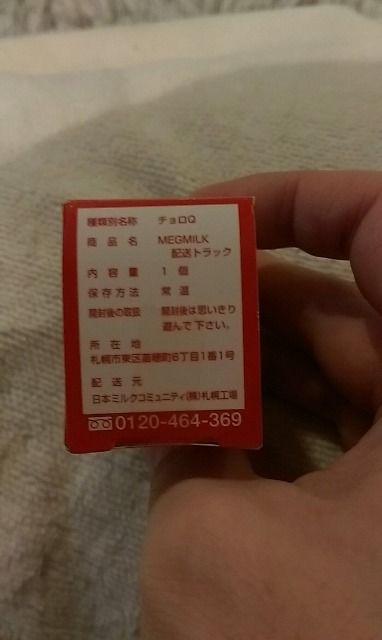 種類別名称 チョロQ
商品名 MEGMILK
配送トラック
内容量 1個
保存方法 常温
開封後の取扱 開封後は思いきり
遊んで下さい。
所在地
札幌市東区苗穂町6丁目1番1号
配送元
日本ミルクコミュニティ(株)札幌工場
0120-464-369